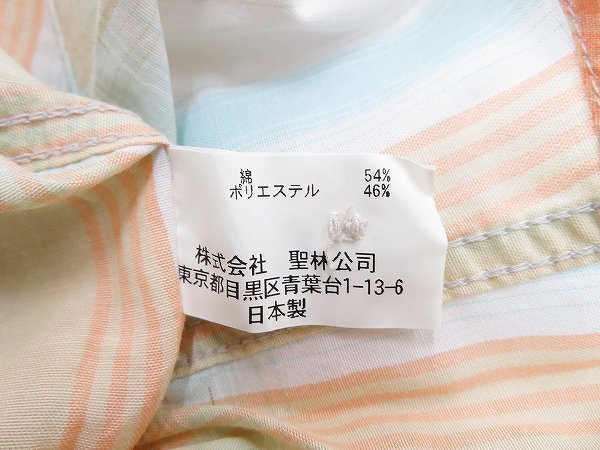 綿 54%
ポリエステル 46%
株式会社 聖林公司
東京都目黒区青葉台1-13-6
日本製